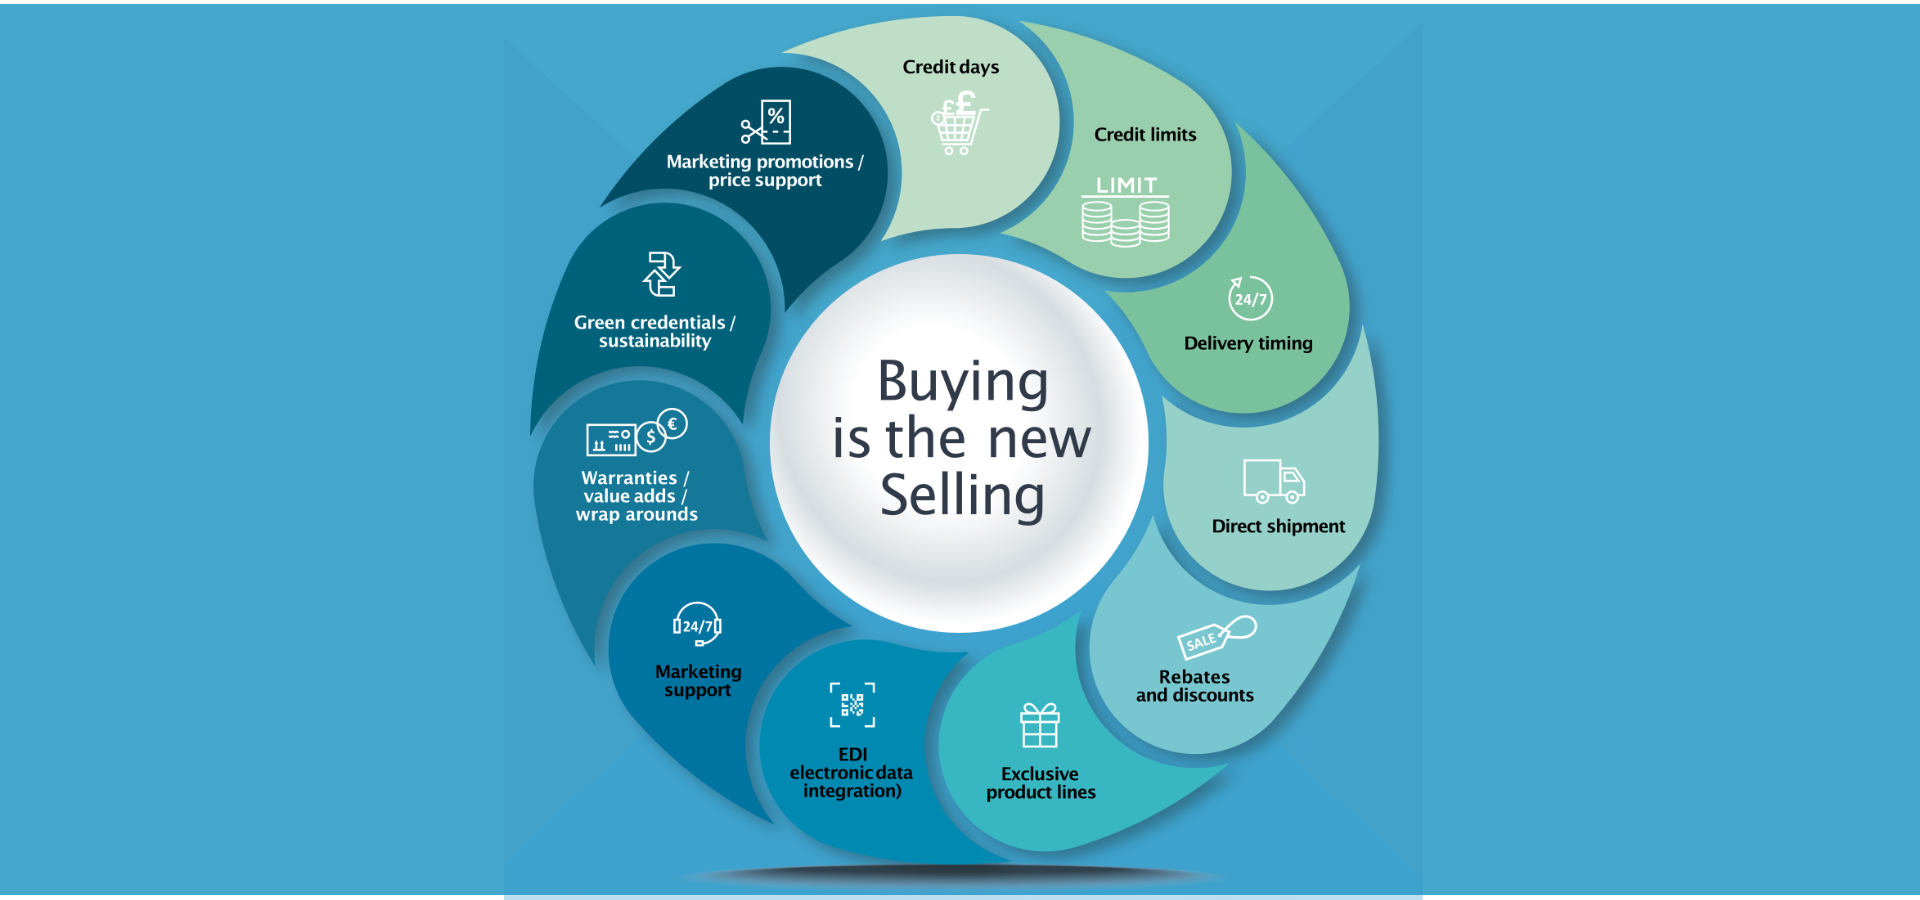 Credit days
££
Credit limits
LIMIT
24/7
Delivery timing
Direct shipment
SALE
Rebates
and discounts
Exclusive
product lines
EDI
electronic data
integration)
24/7
Marketing
support
$ €
Warranties /
value adds /
wrap arounds
Green credentials /
sustainability
%
Marketing promotions /
price support
Buying
is the new
Selling